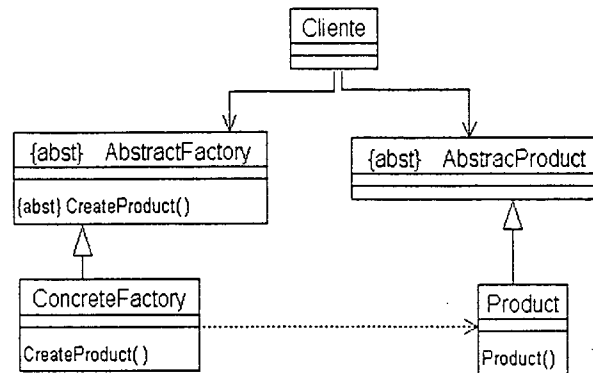 Cliente
{abst} AbstractFactory
{abst} CreateProduct()
{abst} AbstracProduct
ConcreteFactory
CreateProduct()
Product
Product()